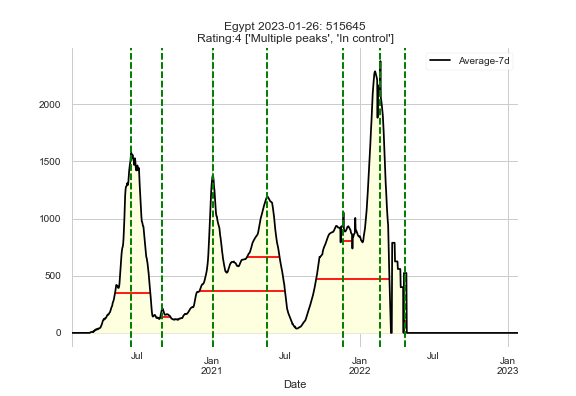 Egypt 2023-01-26: 515645
Rating:4 ['Multiple peaks', 'In control']
Average-7d
2000
1500
1000
500
0
Jul
Jan
2021
Jul
Jan
2022
Jul
Jan
2023
Date